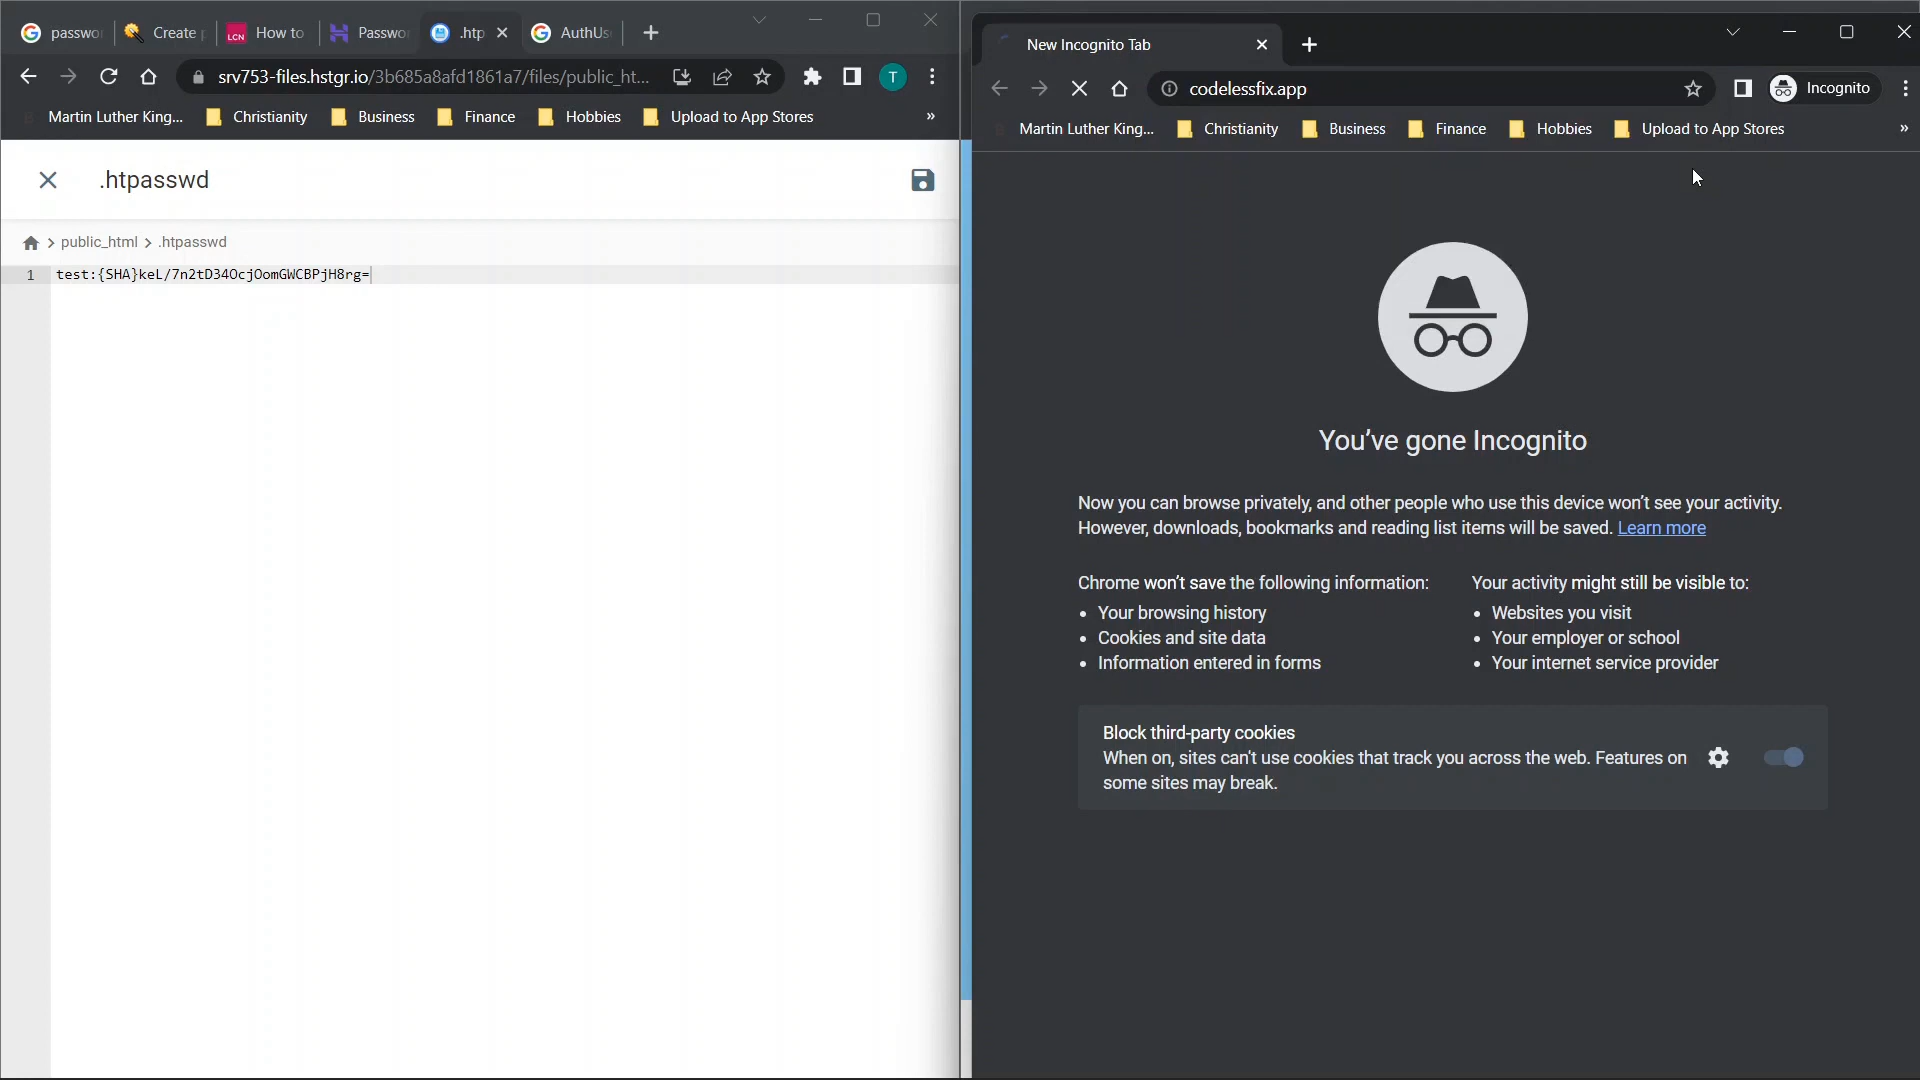 passwo
Create p
LCN
How to
Passwo
.htp
AuthUs
srv753-files.hstgr.io/3b685a8afd1861a7/files/public_ht...
T
Martin Luther King...
Christianity
Business
Finance
Hobbies
Upload to App Stores
»
.htpasswd
public_html > .htpasswd
1 test:{SHA}keL/7n2tD34OcjOomGWCBPjH8rg=
New Incognito Tab
codelessfix.app
Incognito
Martin Luther King...
Christianity
Business
Finance
Hobbies
Upload to App Stores
»
You've gone Incognito
Now you can browse privately, and other people who use this device won't see your activity.
However, downloads, bookmarks and reading list items will be saved. Learn more
Chrome won't save the following information:
• Your browsing history
• Cookies and site data
• Information entered in forms
Your activity might still be visible to:
• Websites you visit
• Your employer or school
• Your internet service provider
Block third-party cookies
When on, sites can't use cookies that track you across the web. Features on
some sites may break.